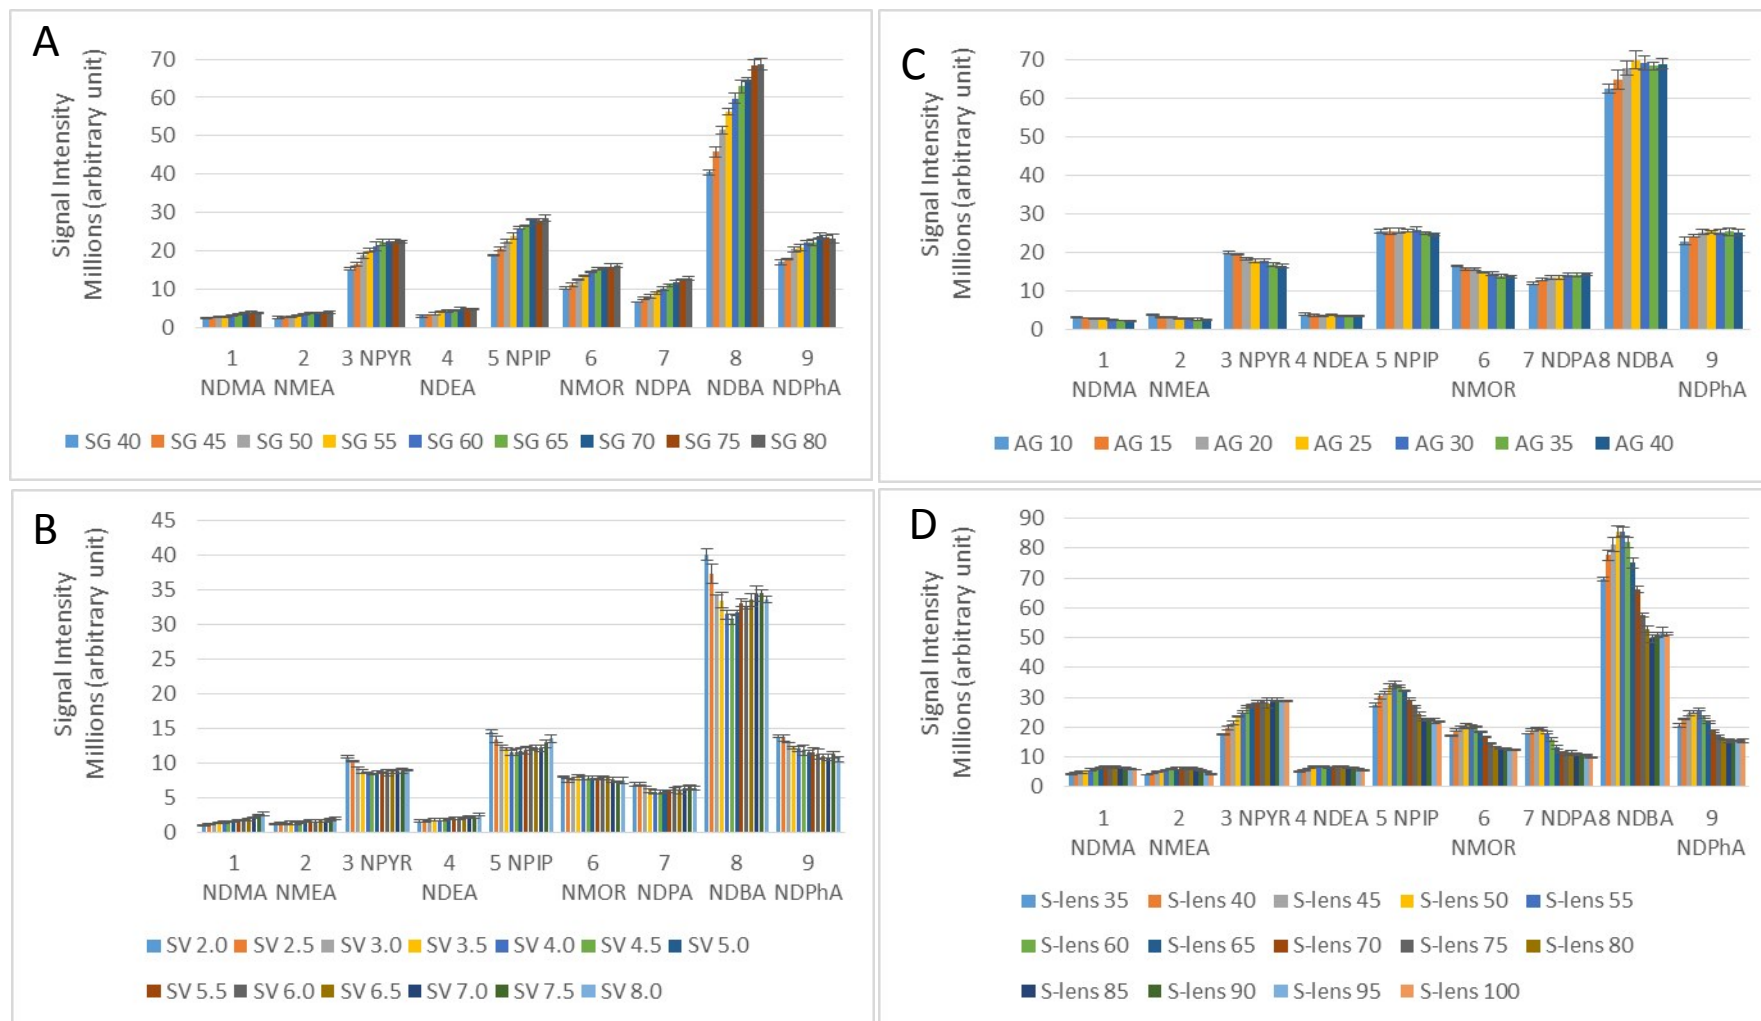 A
Signal Intensity
Millions (arbitrary unit)
70
60
50
40
30
20
10
0
1 2 3 NPYR 4 5 NPIP 6 7 8 9
NDMA NMEA NDEA NMOR NDPA NDBA NDPhA
SG 40 SG 45 SG 50 SG 55 SG 60 SG 65 SG 70 SG 75 SG 80
C
Signal Intensity
Millions (arbitrary unit)
70
60
50
40
30
20
10
0
1 2 3 NPYR 4 NDEA 5 NPIP 6 7 NDPA 8 NDBA 9
NDMA NMEA NMOR NDPhA
AG 10 AG 15 AG 20 AG 25 AG 30 AG 35 AG 40
B
Signal Intensity
Millions (arbitrary unit)
45
40
35
30
25
20
15
10
5
0
1 2 3 NPYR 4 5 NPIP 6 7 8 9
NDMA NMEA NDEA NMOR NDPA NDBA NDPhA
SV 2.0 SV 2.5 SV 3.0 SV 3.5 SV 4.0 SV 4.5 SV 5.0
SV 5.5 SV 6.0 SV 6.5 SV 7.0 SV 7.5 SV 8.0
D
Signal Intensity
Millions (arbitrary unit)
90
80
70
60
50
40
30
20
10
0
1 2 3 NPYR 4 NDEA 5 NPIP 6 7 NDPA 8 NDBA 9
NDMA NMEA NMOR NDPhA
S-lens 35 S-lens 40 S-lens 45 S-lens 50 S-lens 55
S-lens 60 S-lens 65 S-lens 70 S-lens 75 S-lens 80
S-lens 85 S-lens 90 S-lens 95 S-lens 100